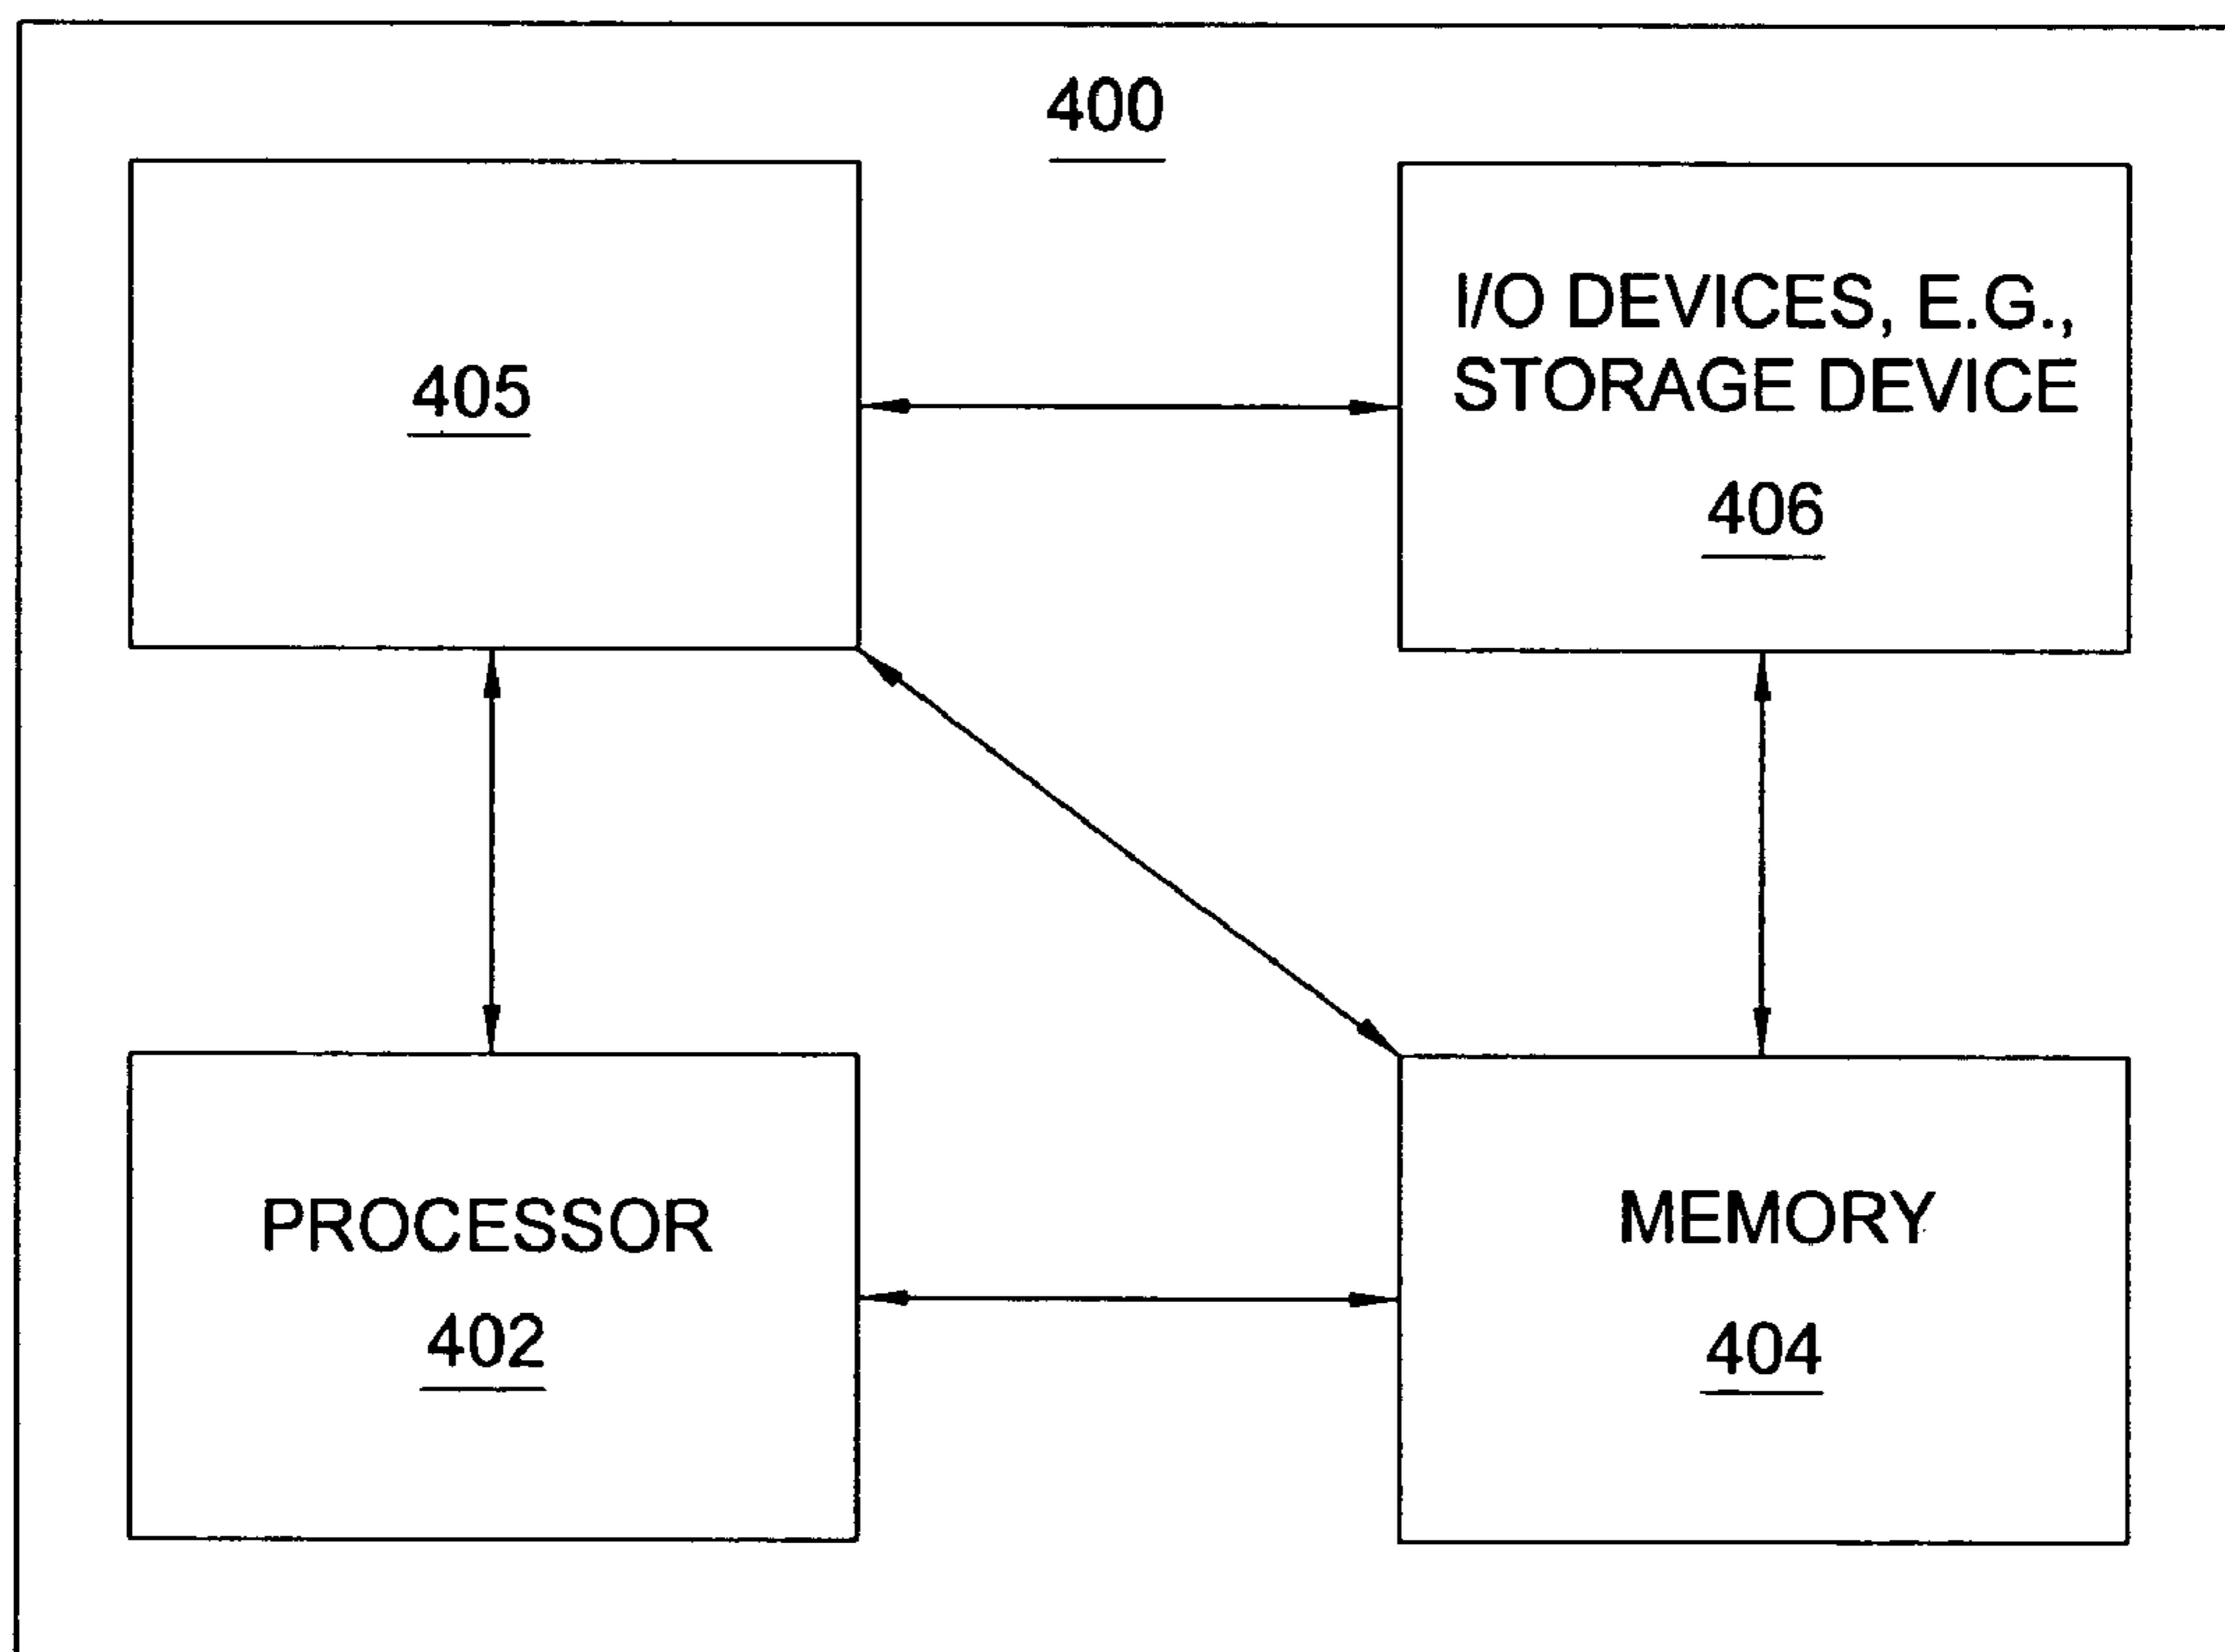 400
405
I/O DEVICES, E.G.,
STORAGE DEVICE
406
PROCESSOR
402
MEMORY
404